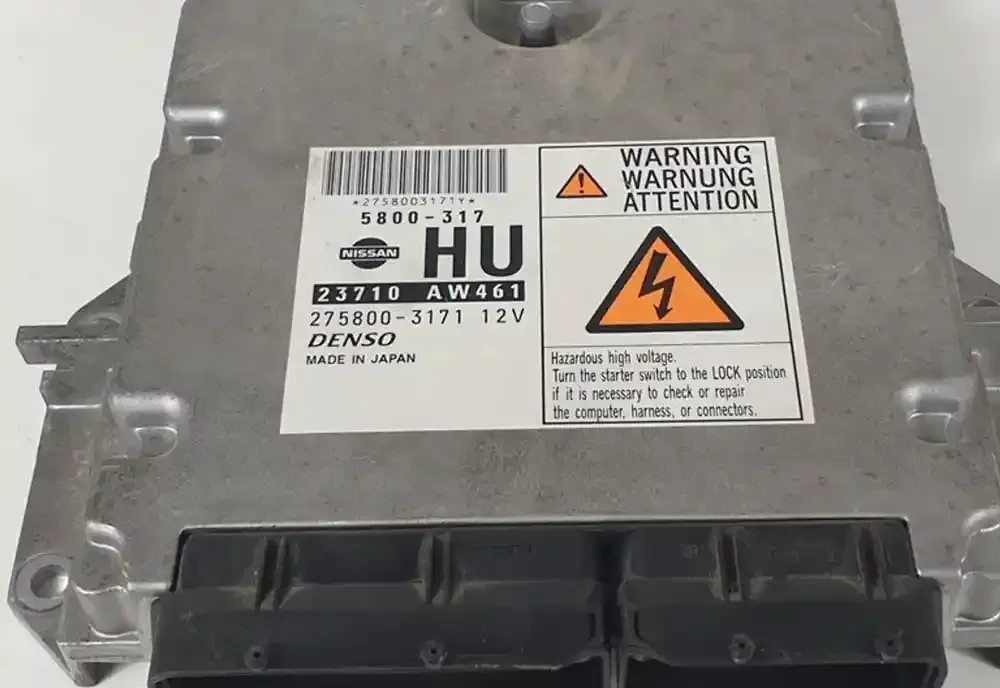 *2758003171Y*
5800-317
NISSAN
HU
23710 AW461
275800-3171 12V
DENSO
MADE IN JAPAN
WARNING
WARNUNG
ATTENTION
Hazardous high voltage.
Turn the starter switch to the LOCK position
if it is necessary to check or repair
the computer, harness, or connectors.